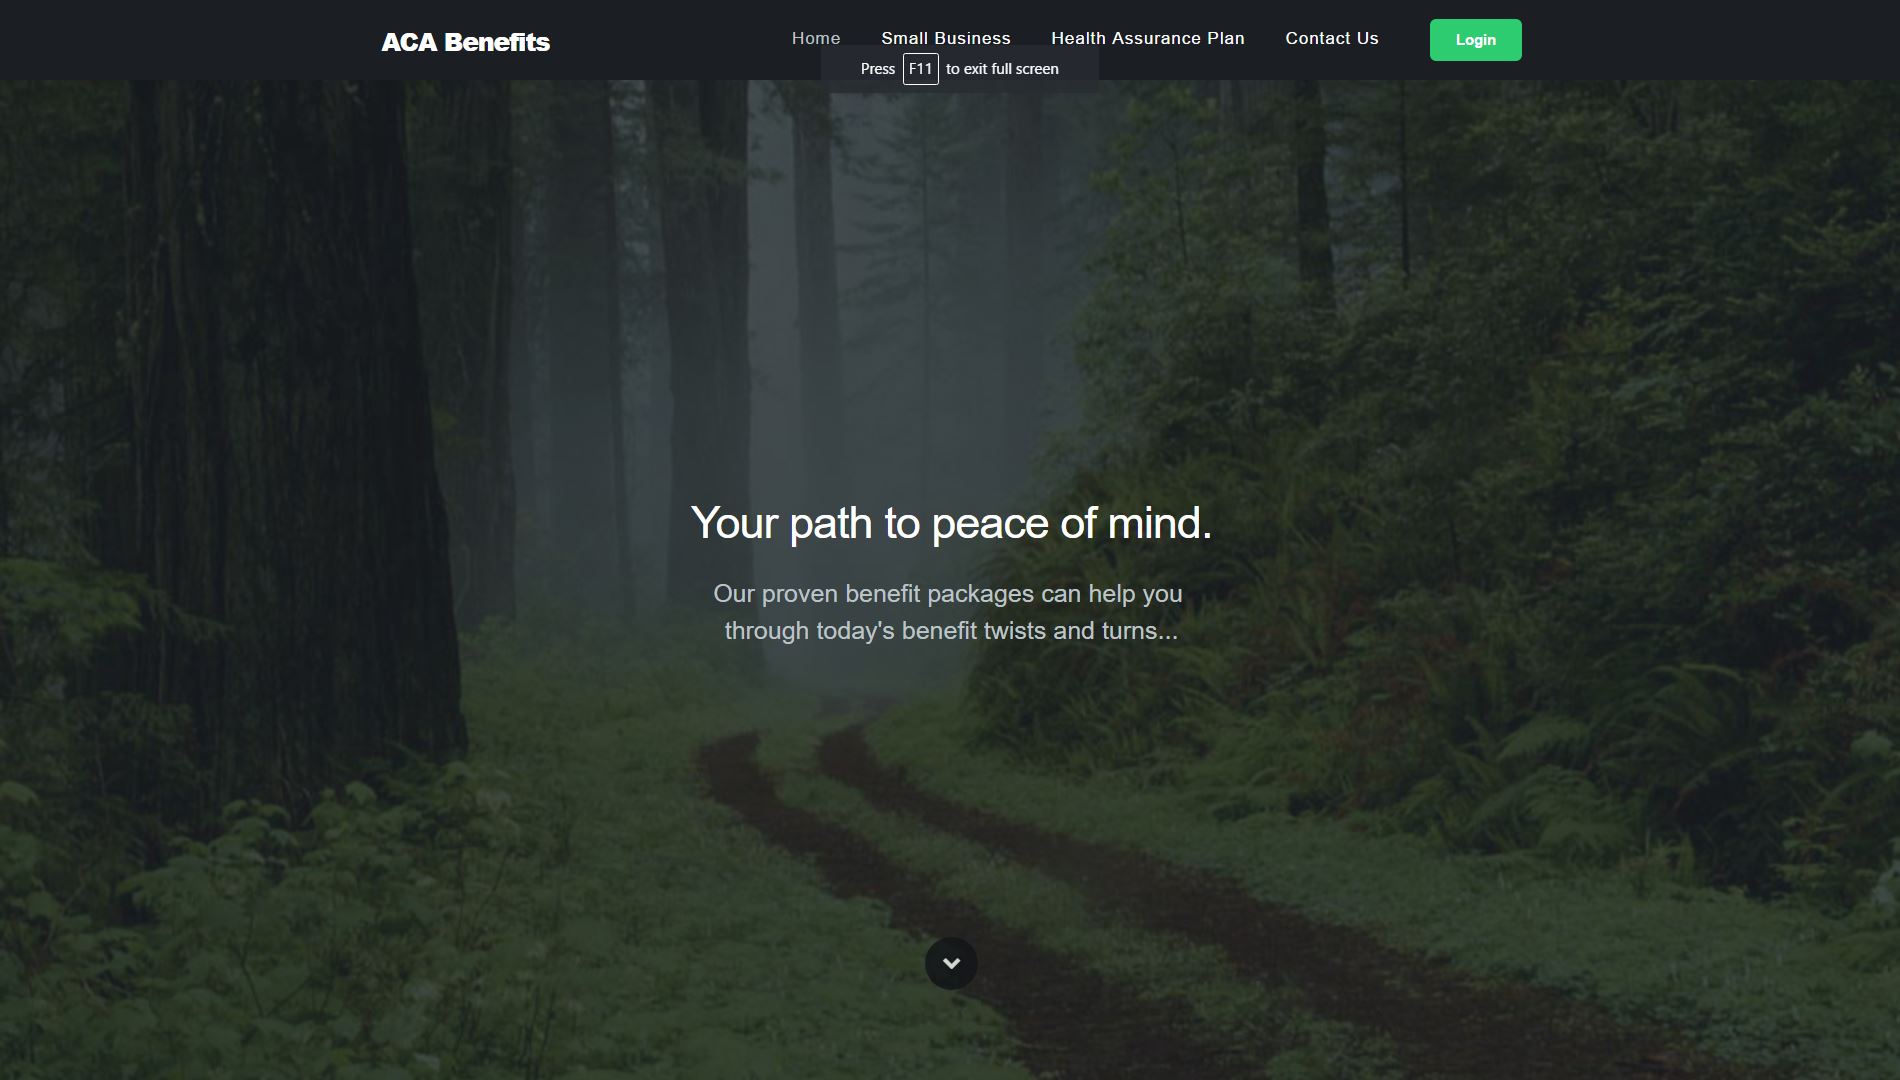 ACA Benefits
Home Small Business Health Assurance Plan Contact Us Login
Press F11 to exit full screen
Your path to peace of mind.
Our proven benefit packages can help you
through today's benefit twists and turns...